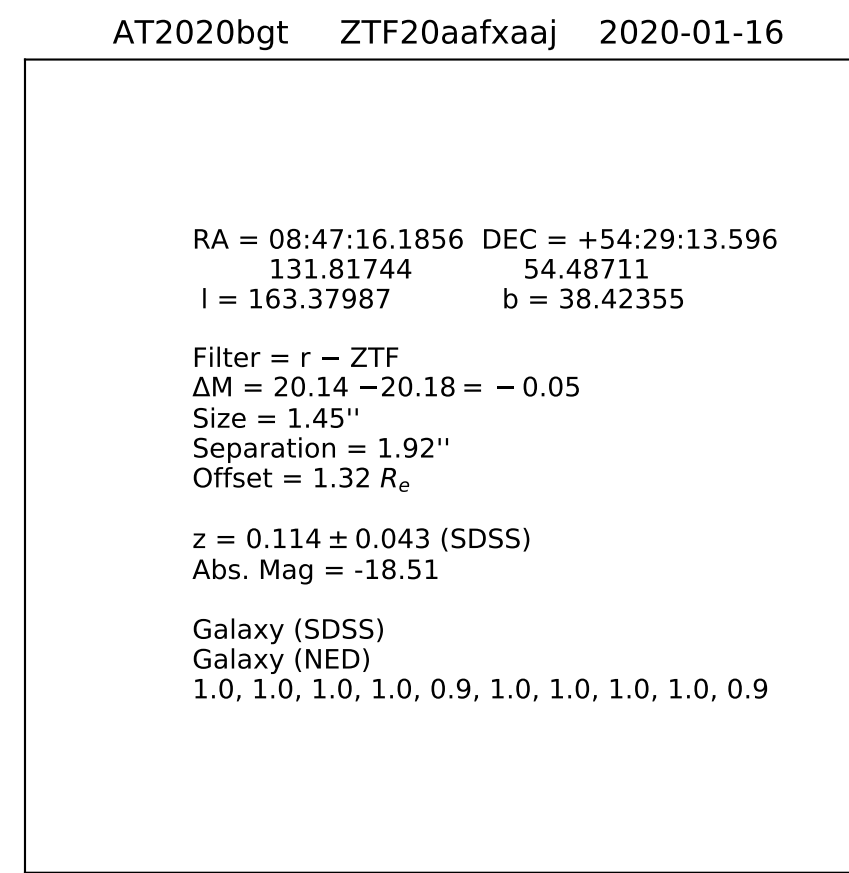 AT2020bgt ZTF20aafxaaj 2020-01-16
RA = 08:47:16.1856 DEC = +54:29:13.596
131.81744 54.48711
l = 163.37987 b = 38.42355
Filter = r − ZTF
ΔM = 20.14 −20.18 = − 0.05
Size = 1.45''
Separation = 1.92''
Offset = 1.32 Rₑ
z = 0.114 ± 0.043 (SDSS)
Abs. Mag = -18.51
Galaxy (SDSS)
Galaxy (NED)
1.0, 1.0, 1.0, 1.0, 0.9, 1.0, 1.0, 1.0, 1.0, 0.9